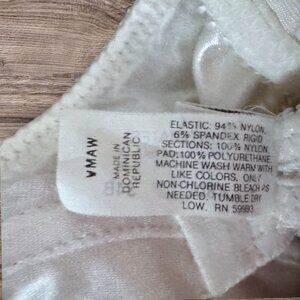 VMAW
MADE IN
DOMINICAN
REPUBLIC
ELASTIC: 94% NYLON,
6% SPANDEX RIGID
SECTIONS: 100% NYLON,
PAD: 100% POLYURETHANE
MACHINE WASH WARM WITH
LIKE COLORS, ONLY
NON-CHLORINE BLEACH AS
NEEDED, TUMBLE DRY
LOW. RN 59993